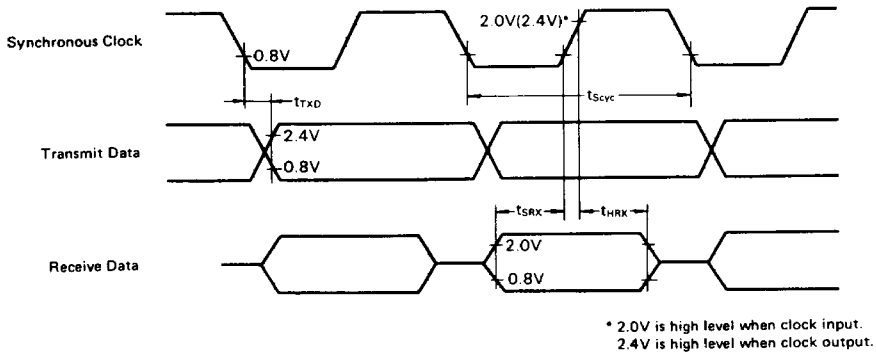 Synchronous Clock
0.8V
2.0V(2.4V)*
tScyc
tTXD
Transmit Data
2.4V
0.8V
tSRX
tHRX
Receive Data
2.0V
0.8V
* 2.0V is high level when clock input.
2.4V is high level when clock output.